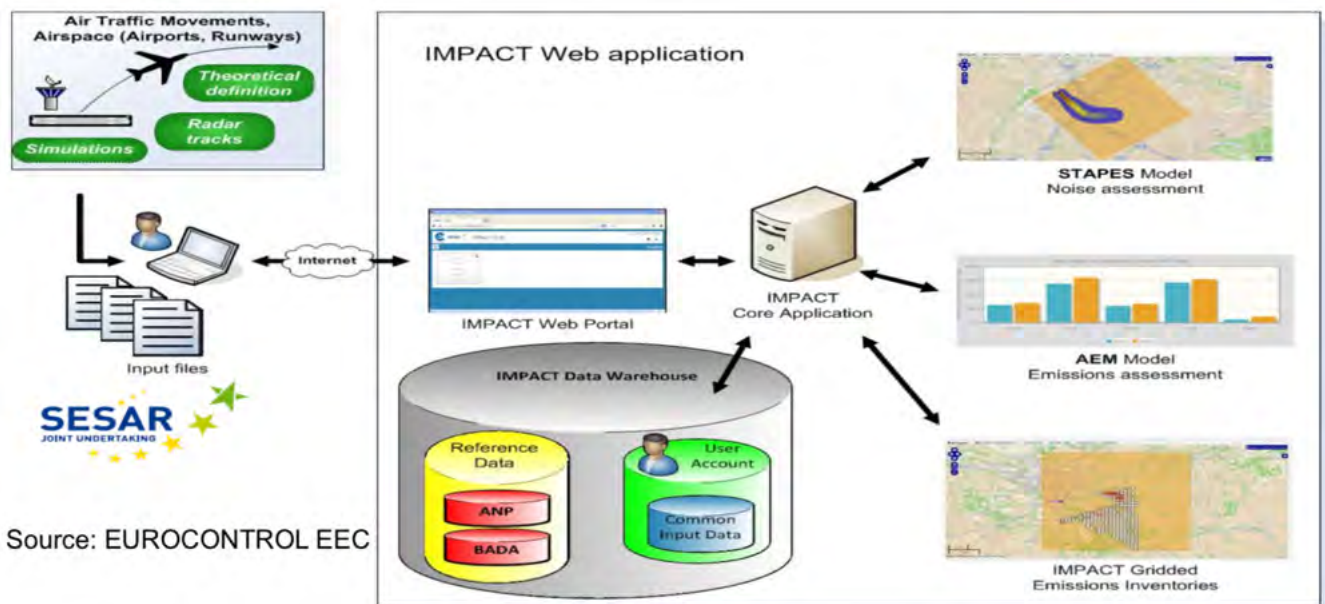 Air Traffic Movements,
Airspace (Airports, Runways)
Theoretical
definition
Radar
tracks
Simulations
Input files
Internet
SESAR
JOINT UNDERTAKING
Source: EUROCONTROL EEC
IMPACT Web application
IMPACT Web Portal
IMPACT
Core Application
IMPACT Data Warehouse
Reference
Data
ANP
BADA
User
Account
Common
Input Data
STAPES Model
Noise assessment
AEM Model
Emissions assessment
IMPACT Gridded
Emissions Inventories